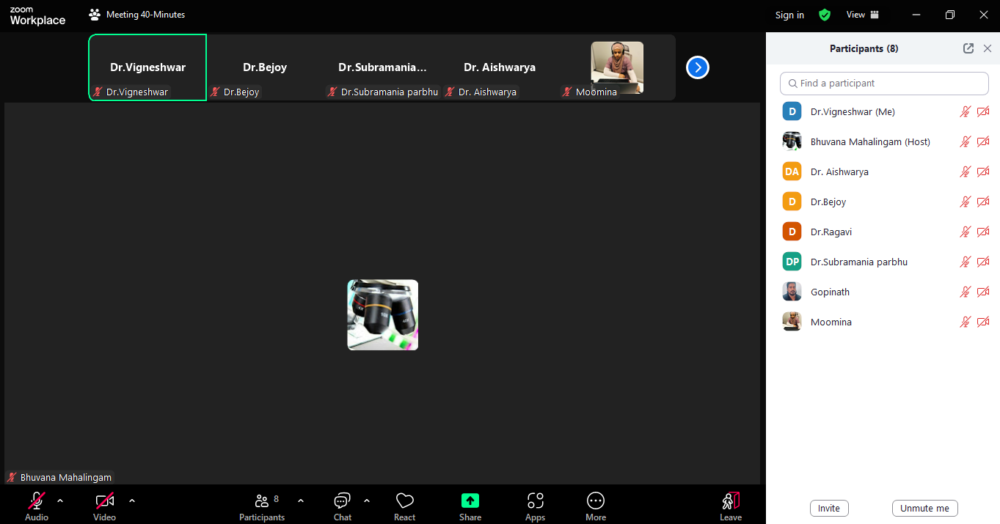 zoom
Workplace
Meeting 40-Minutes
Sign in
View
Dr.Vigneshwar
Dr.Bejoy
Dr.Subramania...
Dr. Aishwarya
Dr.Vigneshwar
Dr.Bejoy
Dr.Subramania parbhu
Dr. Aishwarya
Moomina
Bhuvana Mahalingam
Audio
Video
Participants
8
Chat
React
Share
Apps
More
Leave
Participants (8)
Find a participant
D Dr.Vigneshwar (Me)
Bhuvana Mahalingam (Host)
DA Dr. Aishwarya
D Dr.Bejoy
D Dr.Ragavi
DP Dr.Subramania parbhu
Gopinath
Moomina
Invite
Unmute me